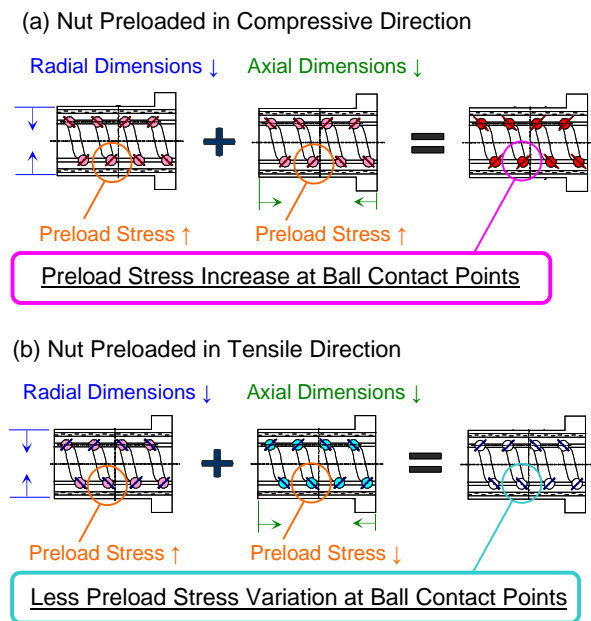 (a) Nut Preloaded in Compressive Direction
Radial Dimensions ↓ Axial Dimensions ↓
Preload Stress ↑ Preload Stress ↑
Preload Stress Increase at Ball Contact Points
(b) Nut Preloaded in Tensile Direction
Radial Dimensions ↓ Axial Dimensions ↓
Preload Stress ↑ Preload Stress ↓
Less Preload Stress Variation at Ball Contact Points